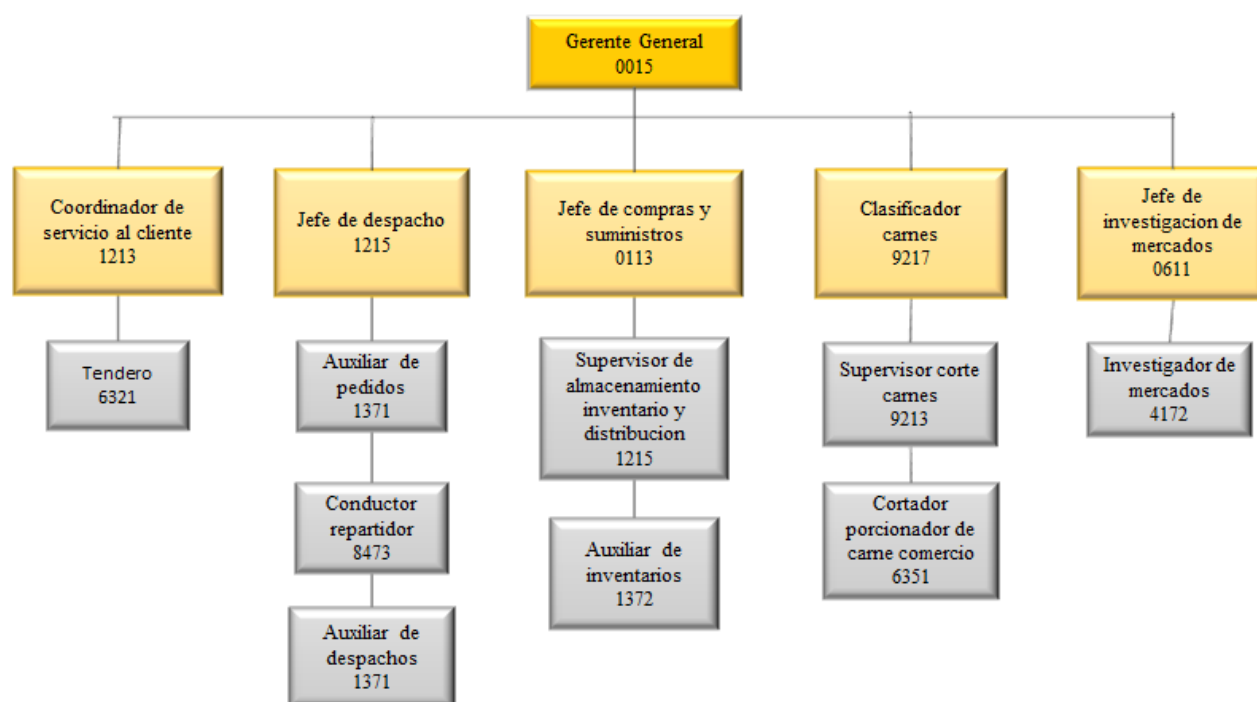 Gerente General
0015
Coordinador de
servicio al cliente
1213
Jefe de despacho
1215
Jefe de compras y
suministros
0113
Clasificador
carnes
9217
Jefe de
investigacion de
mercados
0611
Tendero
6321
Auxiliar de
pedidos
1371
Supervisor de
almacenamiento
inventario y
distribucion
1215
Supervisor corte
carnes
9213
Investigador de
mercados
4172
Conductor
repartidor
8473
Auxiliar de
inventarios
1372
Cortador
porcionador de
carne comercio
6351
Auxiliar de
despachos
1371